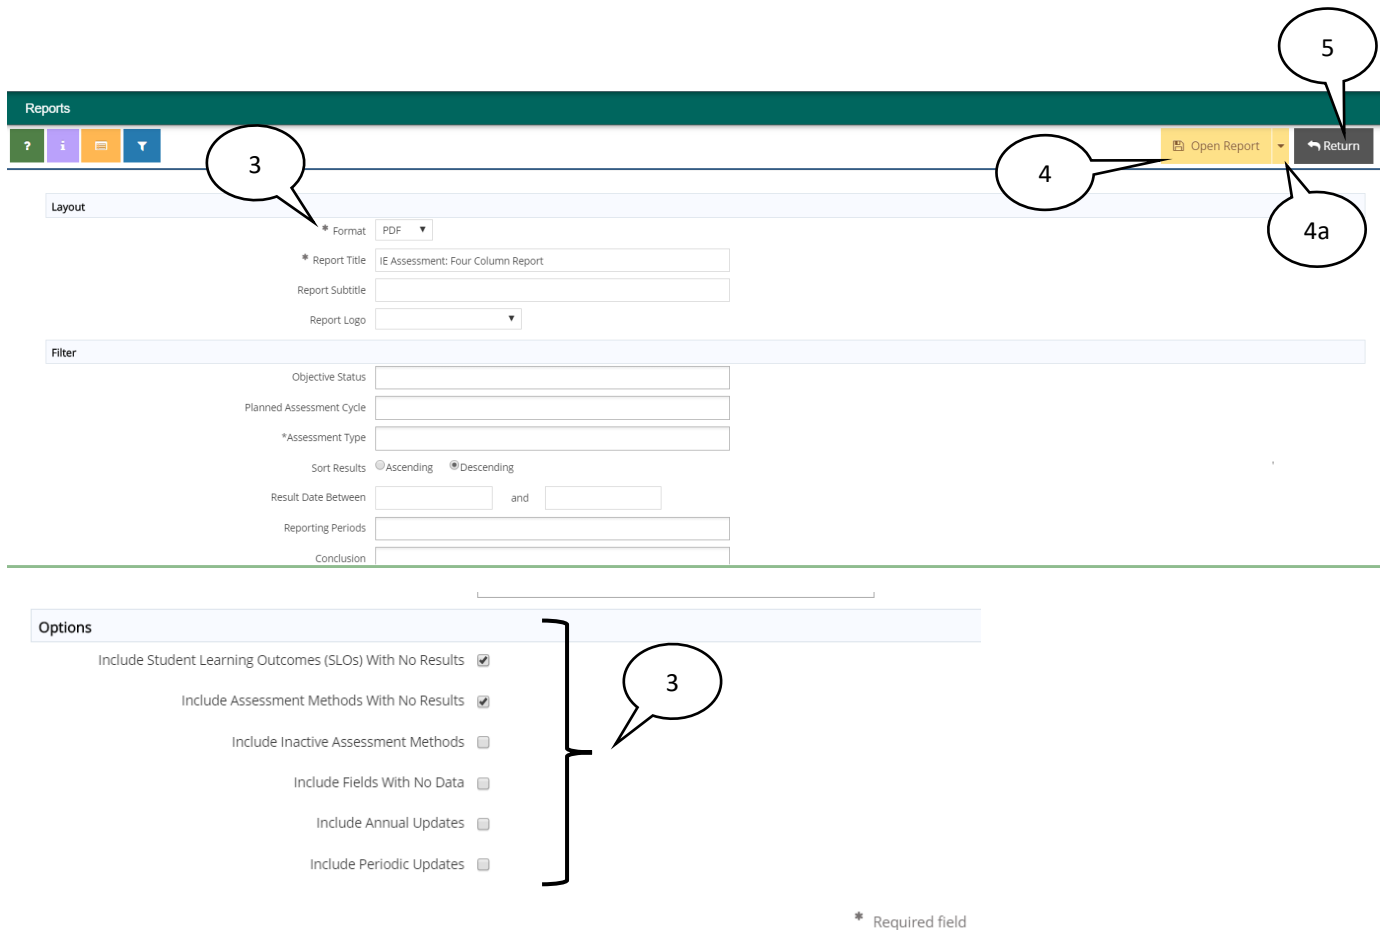 5
Reports
? i Open Report Return
3
4
4a
Layout
* Format PDF
* Report Title IE Assessment: Four Column Report
Report Subtitle
Report Logo
Filter
Objective Status
Planned Assessment Cycle
*Assessment Type
Sort Results Ascending Descending
Result Date Between and
Reporting Periods
Conclusion
Options
Include Student Learning Outcomes (SLOs) With No Results
3
Include Assessment Methods With No Results
Include Inactive Assessment Methods
Include Fields With No Data
Include Annual Updates
Include Periodic Updates
* Required field